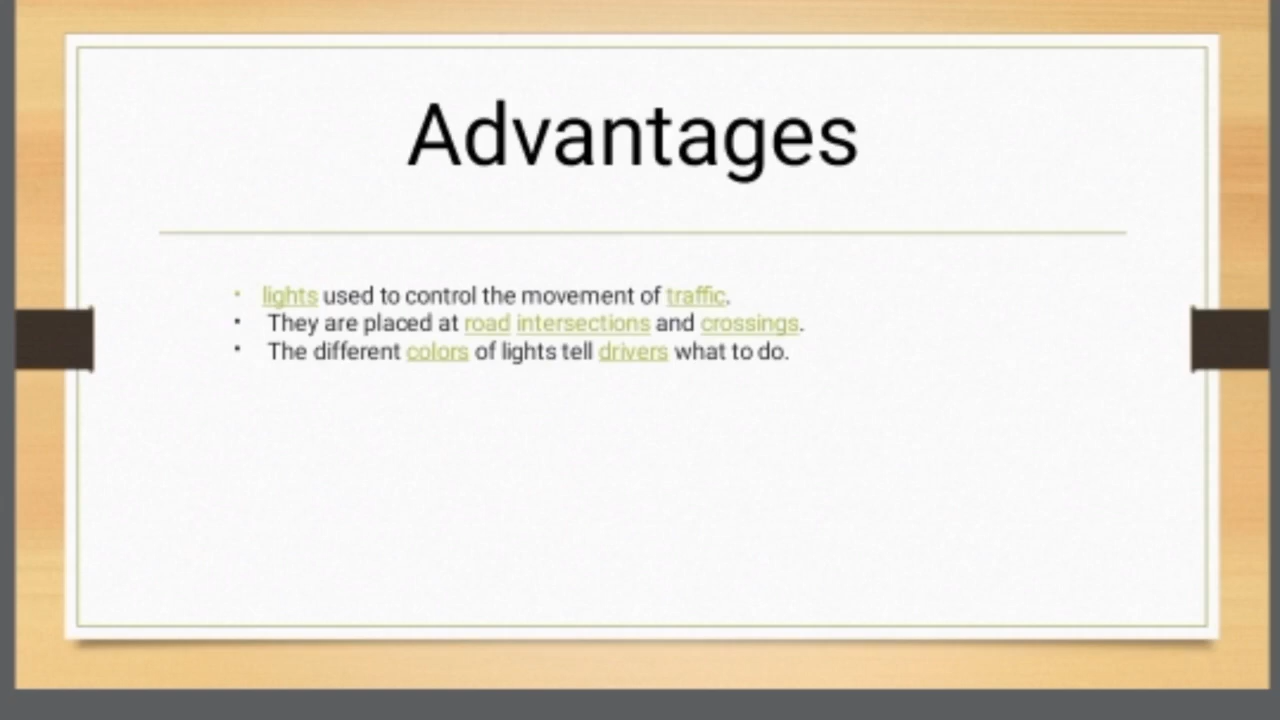 Advantages
• lights used to control the movement of traffic.
• They are placed at road intersections and crossings.
• The different colors of lights tell drivers what to do.